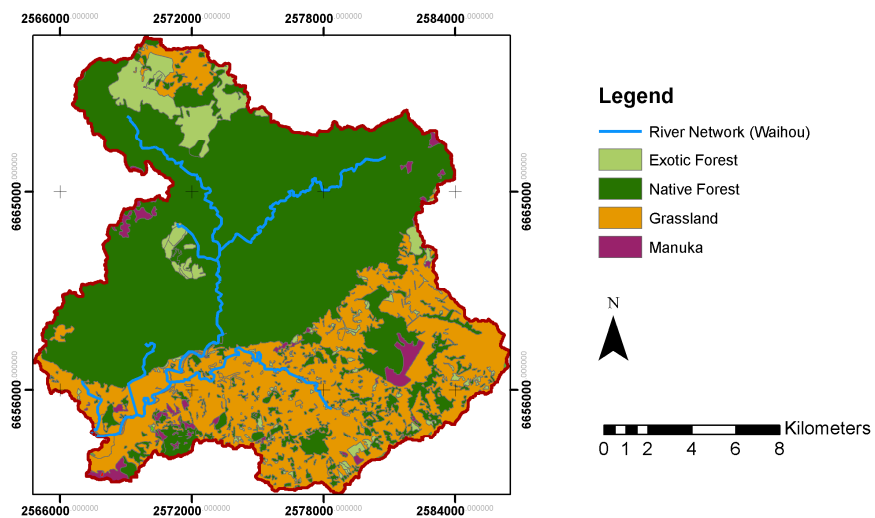 2566000.000000 2572000.000000 2578000.000000 2584000.000000
6665000.000000 6665000.000000
6656000.000000 6656000.000000
2566000.000000 2572000.000000 2578000.000000 2584000.000000
Legend
River Network (Waihou)
Exotic Forest
Native Forest
Grassland
Manuka
N
Kilometers
0 1 2 4 6 8